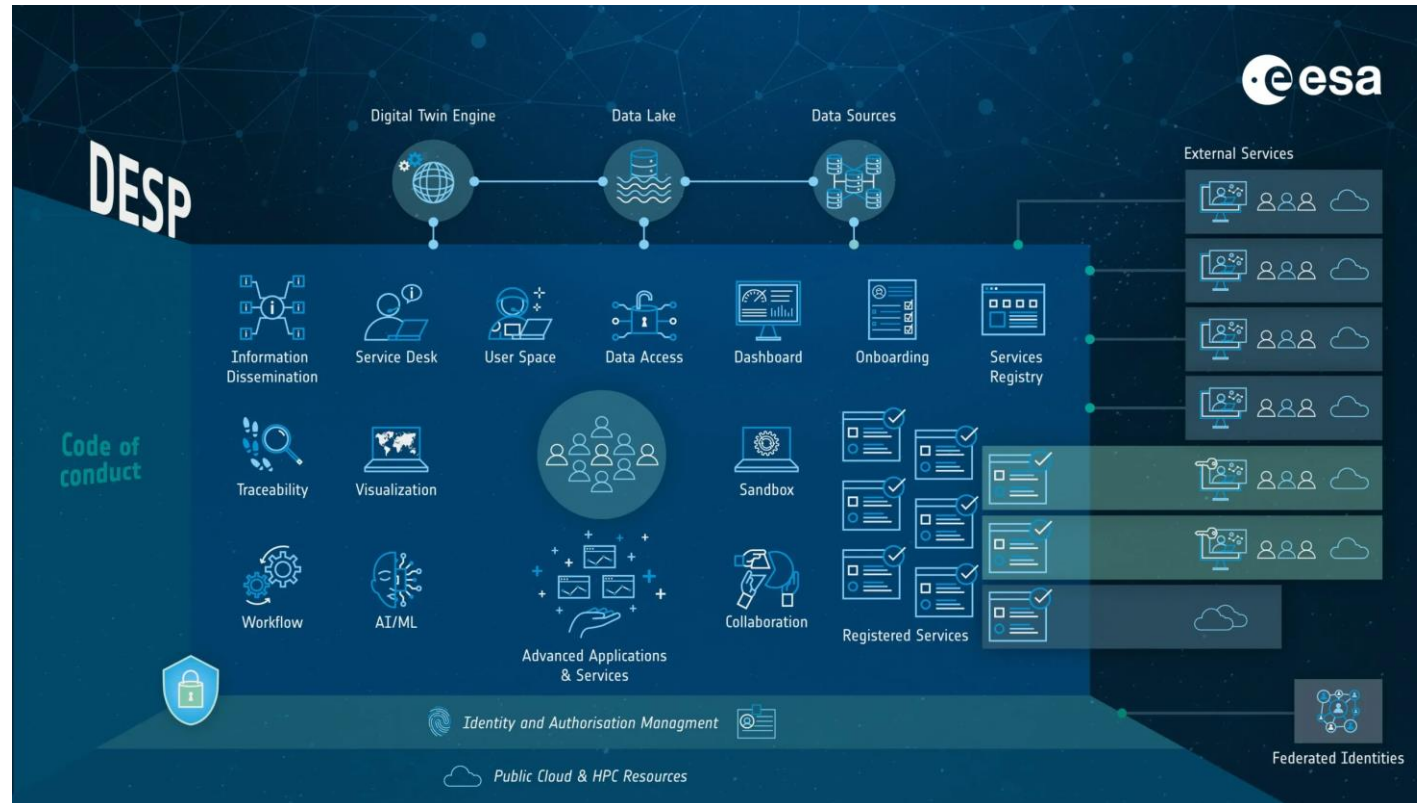 esa
Digital Twin Engine
Data Lake
Data Sources
External Services
DESP
Information
Dissemination
Service Desk
User Space
Data Access
Dashboard
Onboarding
Services
Registry
Code of
conduct
Traceability
Visualization
Sandbox
Workflow
AI/ML
Advanced Applications
& Services
Collaboration
Registered Services
Identity and Authorisation Managment
Public Cloud & HPC Resources
Federated Identities